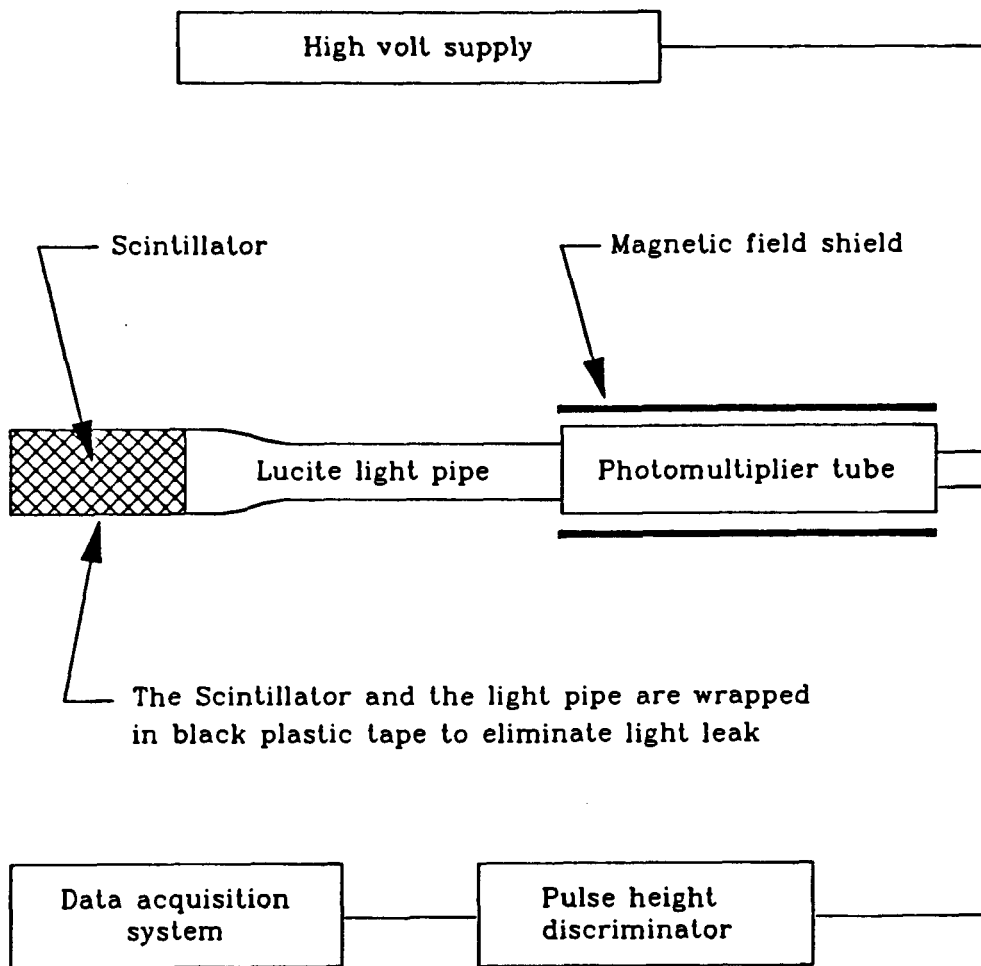 High volt supply
Scintillator
Magnetic field shield
Lucite light pipe
Photomultiplier tube
The Scintillator and the light pipe are wrapped
in black plastic tape to eliminate light leak
Data acquisition
system
Pulse height
discriminator